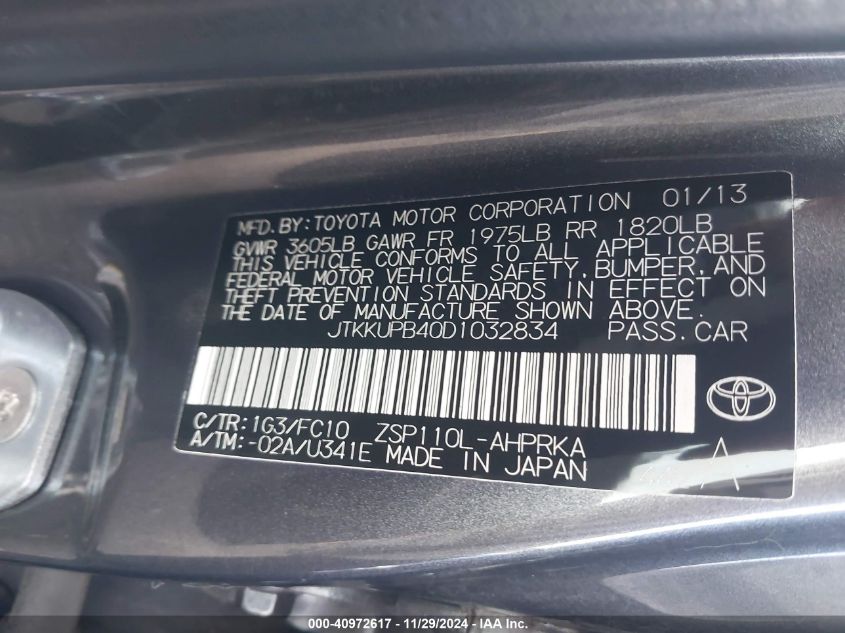 MFD.BY:TOYOTA MOTOR CORPORATION 01/13
GVWR 3605LB GAWR FR 1975LB RR 1820LB
THIS VEHICLE CONFORMS TO ALL APPLICABLE
FEDERAL MOTOR VEHICLE SAFETY,BUMPER,AND
THEFT PREVENTION STANDARDS IN EFFECT ON
THE DATE OF MANUFACTURE SHOWN ABOVE.
JTKKUPB40D1032834 PASS.CAR
C/TR:1G3/FC10 ZSP110L-AHPRKA
A/TM:-02A/U341E MADE IN JAPAN
A
000-40972617 - 11/29/2024 - IAA Inc.